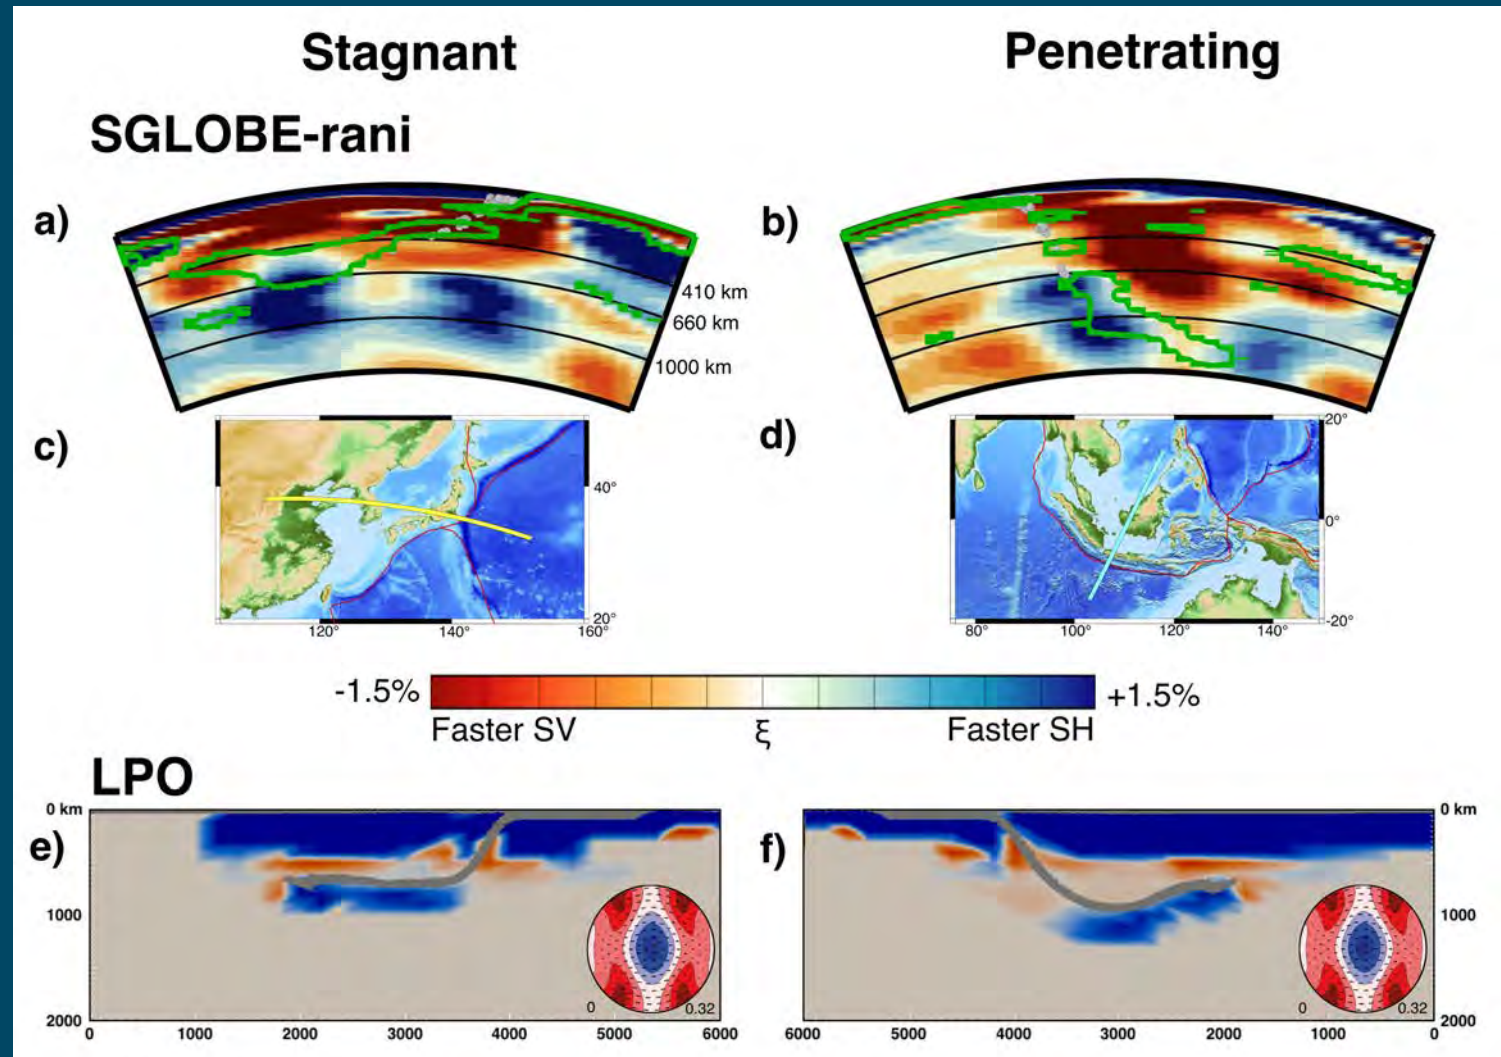 Stagnant
Penetrating
SGLOBE-rani
a)
b)
410 km
660 km
1000 km
c)
d)
40°
20°
120°
140°
160°
20°
0°
-20°
80°
100°
120°
140°
-1.5%
+1.5%
Faster SV
ξ
Faster SH
LPO
0 km
1000
2000
e)
0
0.32
0
1000
2000
3000
4000
5000
6000
f)
0 km
1000
2000
0
0.32
6000
5000
4000
3000
2000
1000
0